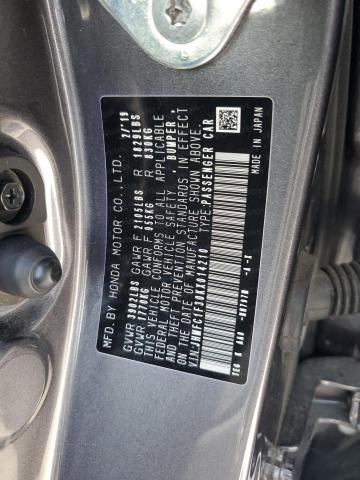 MFD.BY HONDA MOTOR CO.,LTD. 2/'19
GVWR 3902LBS GAWR F 2105LBS R 1829LBS
GVWR 1770KG GAWR F 955KG R 830KG
THIS VEHICLE CONFORMS TO ALL APPLICABLE
FEDERAL MOTOR VEHICLE SAFETY , BUMPER ,
AND THEFT PREVENTION STANDARDS IN EFFECT
ON THE DATE OF MANUFACTURE SHOWN ABOVE.
V.I.N.: TYPE:PASSENGER CAR
MADE IN JAPAN